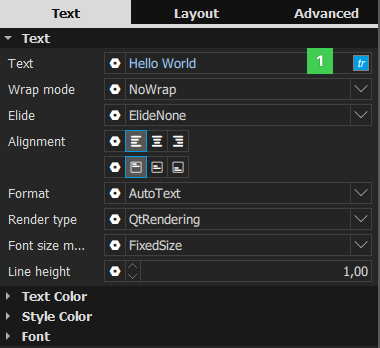 Text Layout Advanced
Text
Text Hello World 1 tr
Wrap mode NoWrap
Elide ElideNone
Alignment
Format AutoText
Render type QtRendering
Font size m... FixedSize
Line height 1,00
Text Color
Style Color
Font